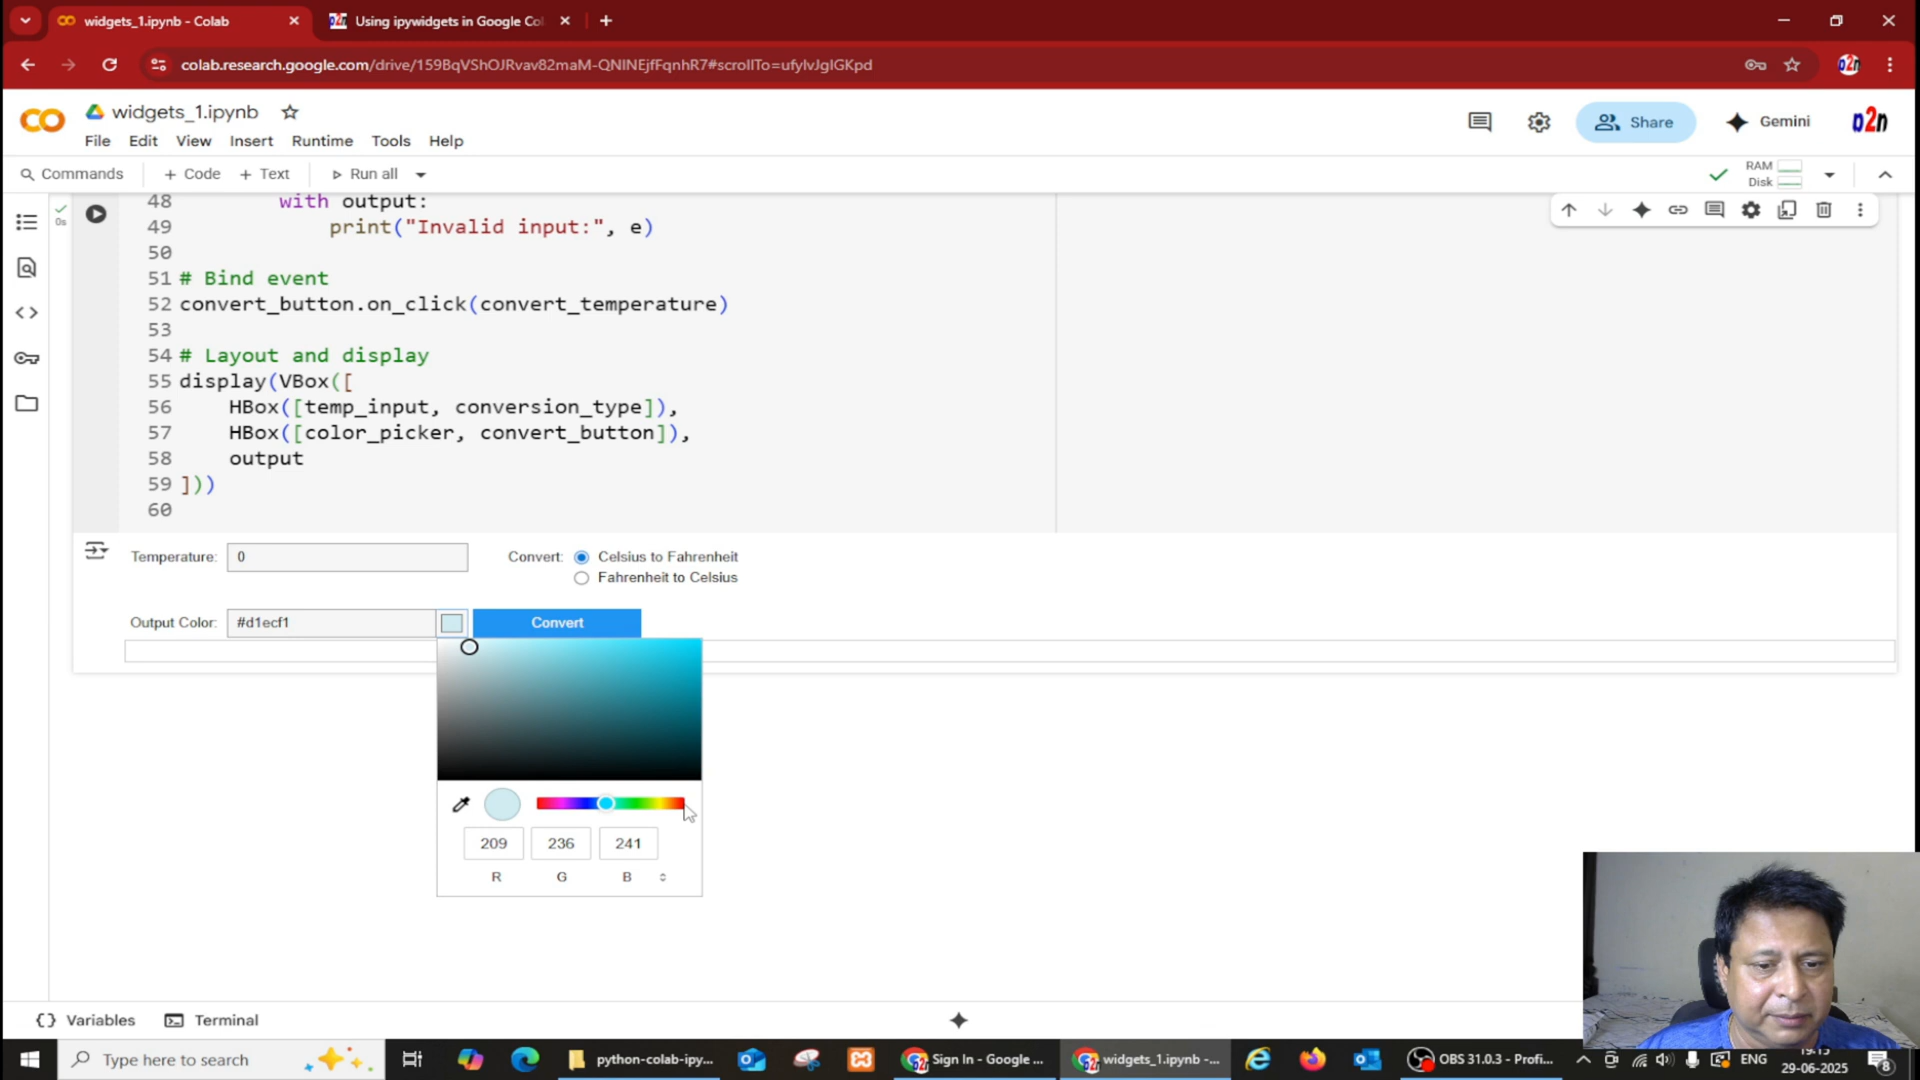 widgets_1.ipynb - Colab
Using ipywidgets in Google Co
colab.research.google.com/drive/159BqVShOJRvav82maM-QNINEjfFqnhR7#scrollTo=ufylvJglGKpd
widgets_1.ipynb
File Edit View Insert Runtime Tools Help
Share
Gemini
Commands + Code + Text Run all
RAM
Disk
48 with output:
0s
49 print("Invalid input:", e)
50
51 # Bind event
52 convert_button.on_click(convert_temperature)
53
54 # Layout and display
55 display(VBox([
56 HBox([temp_input, conversion_type]),
57 HBox([color_picker, convert_button]),
58 output
59 ]))
60
Temperature: 0 Convert: Celsius to Fahrenheit
Fahrenheit to Celsius
Output Color: #d1ecf1 Convert
209 236 241
R G B
Variables Terminal
Type here to search
python-colab-ipy...
Sign In - Google ...
widgets_1.ipynb -...
OBS 31.0.3 - Profi...
ENG
29-06-2025
8